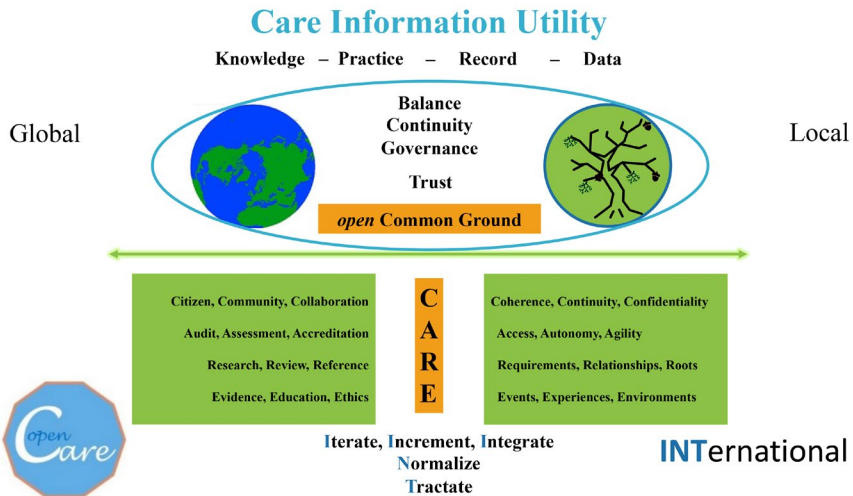 Care Information Utility
Knowledge – Practice – Record – Data
Global
Balance
Continuity
Governance
Trust
open Common Ground
Local
Citizen, Community, Collaboration
Audit, Assessment, Accreditation
Research, Review, Reference
Evidence, Education, Ethics
C
A
R
E
Coherence, Continuity, Confidentiality
Access, Autonomy, Agility
Requirements, Relationships, Roots
Events, Experiences, Environments
open
Care
Iterate, Increment, Integrate
Normalize
Tractate
INTernational